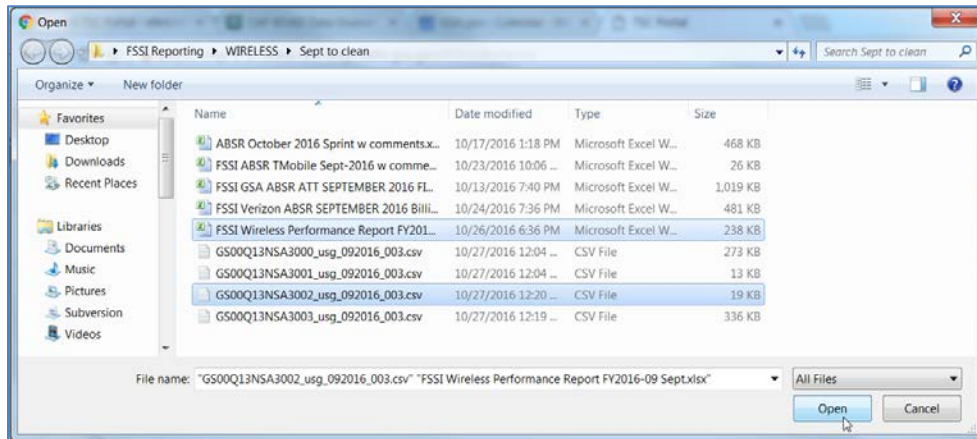 Open
FSSI Reporting ▸ WIRELESS ▸ Sept to clean Search Sept to clean
Organize New folder
Favorites
Desktop
Downloads
Recent Places
Libraries
Documents
Music
Pictures
Subversion
Videos
Name Date modified Type Size
ABSR October 2016 Sprint w comments.x... 10/17/2016 1:18 PM Microsoft Excel W... 468 KB
FSSI ABSR TMobile Sept-2016 w comme... 10/23/2016 10:06 ... Microsoft Excel W... 26 KB
FSSI GSA ABSR ATT SEPTEMBER 2016 FI... 10/13/2016 7:40 PM Microsoft Excel W... 1,019 KB
FSSI Verizon ABSR SEPTEMBER 2016 Billi... 10/24/2016 7:36 PM Microsoft Excel W... 481 KB
FSSI Wireless Performance Report FY201... 10/26/2016 6:36 PM Microsoft Excel W... 238 KB
GS00Q13NSA3000_usg_092016_003.csv 10/27/2016 12:04 ... CSV File 273 KB
GS00Q13NSA3001_usg_092016_003.csv 10/27/2016 12:04 ... CSV File 13 KB
GS00Q13NSA3002_usg_092016_003.csv 10/27/2016 12:20 ... CSV File 19 KB
GS00Q13NSA3003_usg_092016_003.csv 10/27/2016 12:19 ... CSV File 336 KB
File name: "GS00Q13NSA3002_usg_092016_003.csv" "FSSI Wireless Performance Report FY2016-09 Sept.xlsx" All Files
Open Cancel